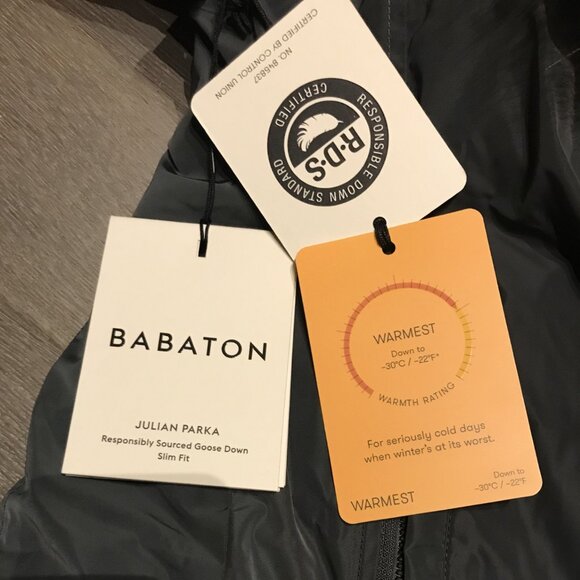 CERTIFIED BY CONTROL UNION
NO. 845837
RESPONSIBLE DOWN STANDARD
R·D·S
CERTIFIED
BABATON
JULIAN PARKA
Responsibly Sourced Goose Down
Slim Fit
WARMEST
Down to
-30°C / -22°F*
WARMTH RATING
For seriously cold days
when winter's at its worst.
Down to
-30°C / -22°F
WARMEST